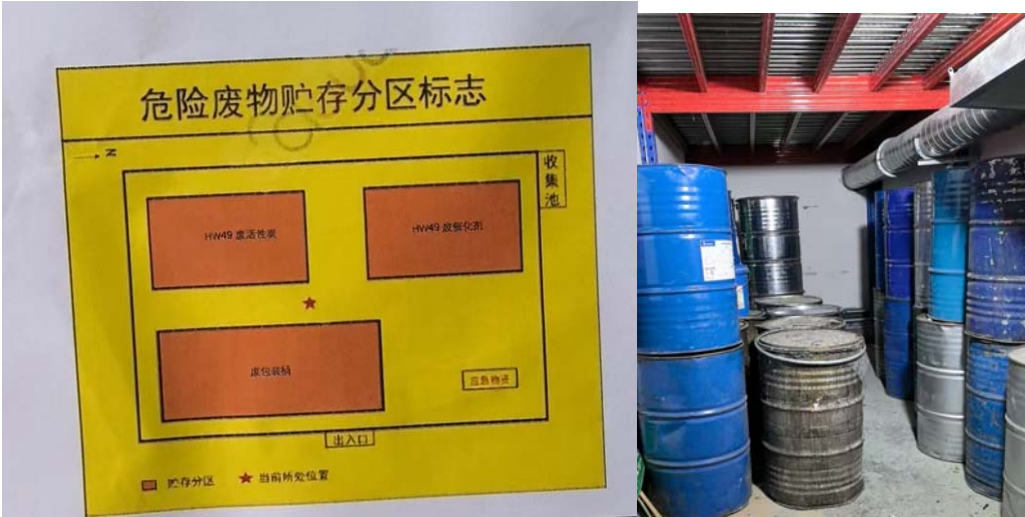 危险废物贮存分区标志
N
收集池
HW49 废活性炭
HW49 废催化剂
废包装桶
应急物资
出入口
贮存分区
当前所处位置